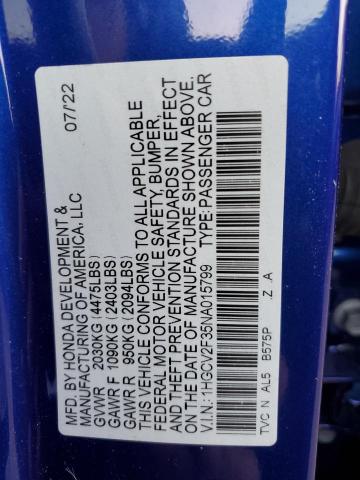 MFD. BY HONDA DEVELOPMENT & 07/22
MANUFACTURING OF AMERICA, LLC
GVWR 2030KG (4475LBS)
GAWR F 1090KG (2403LBS)
GAWR R 950KG (2094LBS)
THIS VEHICLE CONFORMS TO ALL APPLICABLE
FEDERAL MOTOR VEHICLE SAFETY, BUMPER,
AND THEFT PREVENTION STANDARDS IN EFFECT
ON THE DATE OF MANUFACTURE SHOWN ABOVE.
V.I.N.: 1HGCV2F35NA015799 TYPE: PASSENGER CAR
TVC N AL5 B575P .Z .A